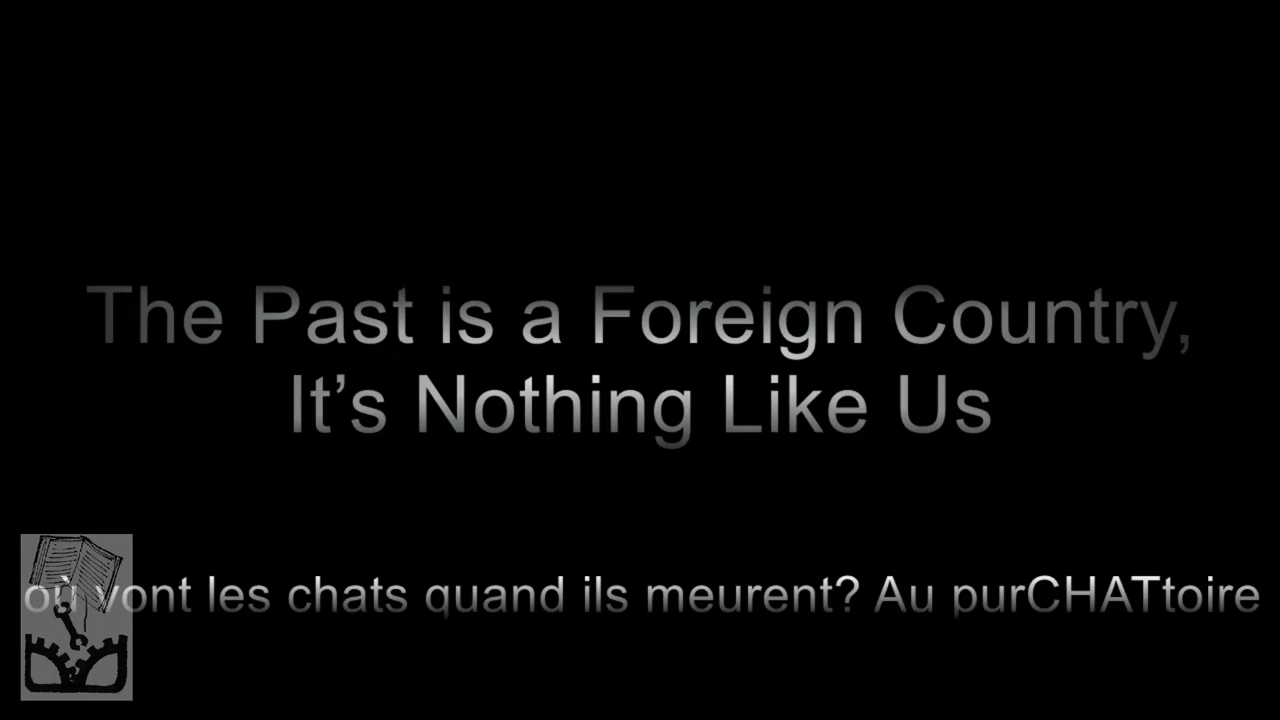 The Past is a Foreign Country,
It’s Nothing Like Us
où vont les chats quand ils meurent? Au purCHATtoire